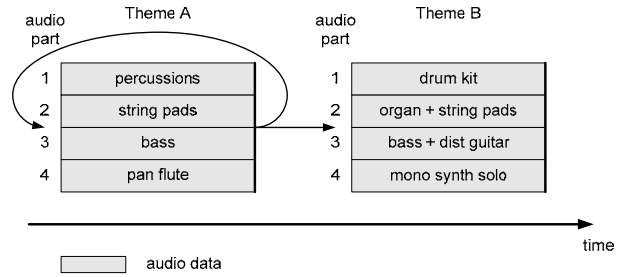 Theme A
audio
part
1 percussions
2 string pads
3 bass
4 pan flute
Theme B
audio
part
1 drum kit
2 organ + string pads
3 bass + dist guitar
4 mono synth solo
time
audio data